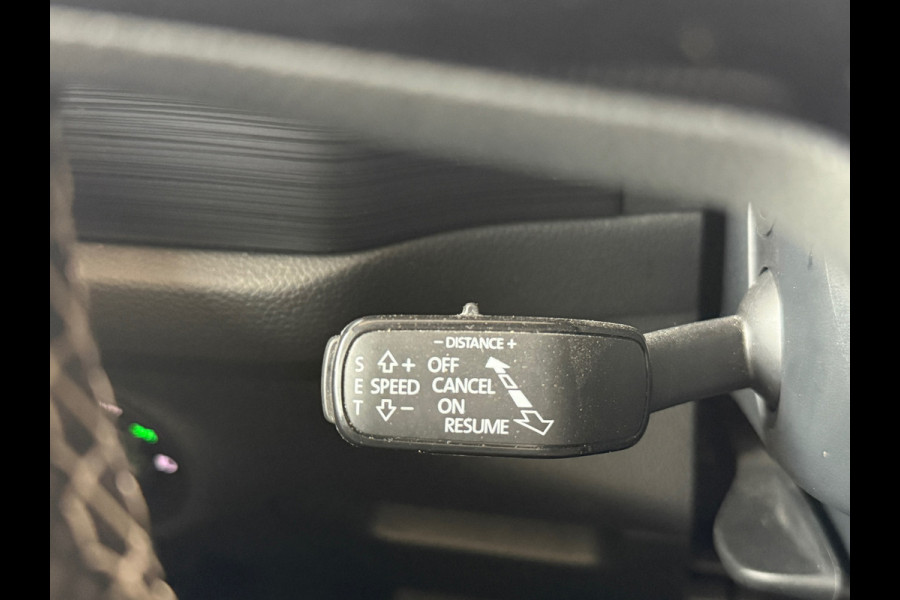 - DISTANCE +
S + OFF
E SPEED CANCEL
T - ON
RESUME